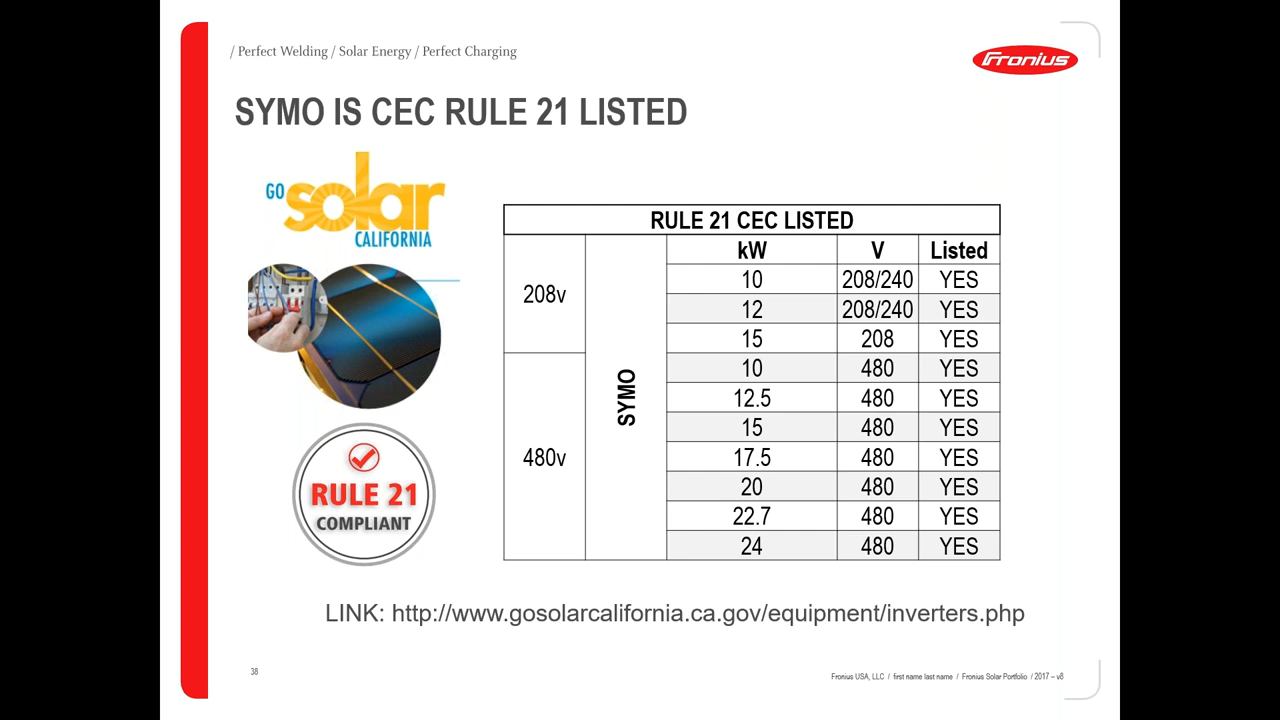 / Perfect Welding / Solar Energy / Perfect Charging
Fronius
SYMO IS CEC RULE 21 LISTED
GO
solar
CALIFORNIA
RULE 21
COMPLIANT
RULE 21 CEC LISTED
208v
480v
SYMO
kW V Listed
10 208/240 YES
12 208/240 YES
15 208 YES
10 480 YES
12.5 480 YES
15 480 YES
17.5 480 YES
20 480 YES
22.7 480 YES
24 480 YES
LINK: http://www.gosolarcalifornia.ca.gov/equipment/inverters.php
38
Fronius USA, LLC / first name last name / Fronius Solar Portfolio / 2017 – v8